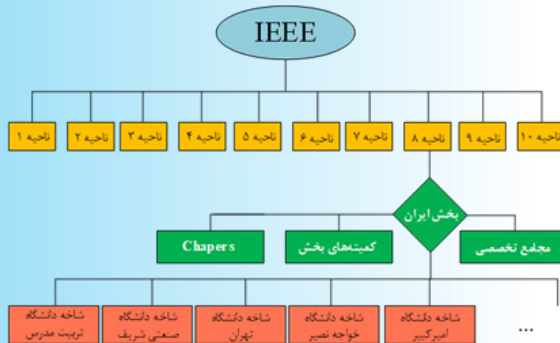 IEEE
ناحیه ۱
ناحیه ۲
ناحیه ۳
ناحیه ۴
ناحیه ۵
ناحیه ۶
ناحیه ۷
ناحیه ۸
ناحیه ۹
ناحیه ۱۰
بخش ایران
Chapers
کمیته‌های بخش
مجامع تخصصی
شاخه دانشگاه
تربیت مدرس
شاخه دانشگاه
صنعتی شریف
شاخه دانشگاه
تهران
شاخه دانشگاه
خواجه نصیر
شاخه دانشگاه
امیرکبیر
...